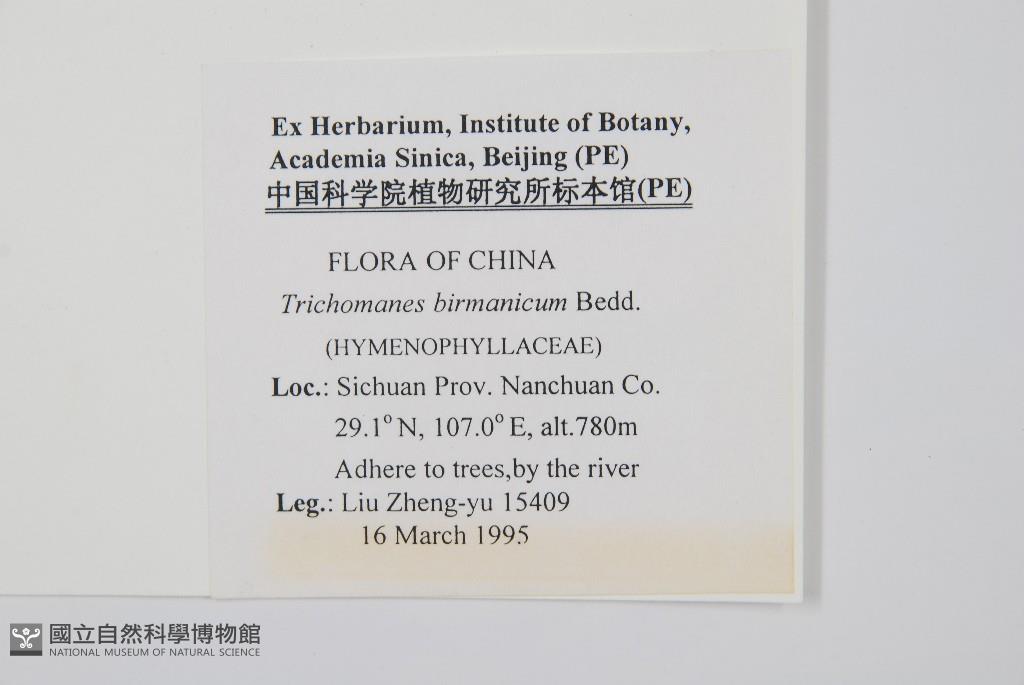 Ex Herbarium, Institute of Botany,
Academia Sinica, Beijing (PE)
中国科学院植物研究所标本馆(PE)
FLORA OF CHINA
Trichomanes birmanicum Bedd.
(HYMENOPHYLLACEAE)
Loc.: Sichuan Prov. Nanchuan Co.
29.1° N, 107.0° E, alt.780m
Adhere to trees,by the river
Leg.: Liu Zheng-yu 15409
16 March 1995
國立自然科學博物館
NATIONAL MUSEUM OF NATURAL SCIENCE